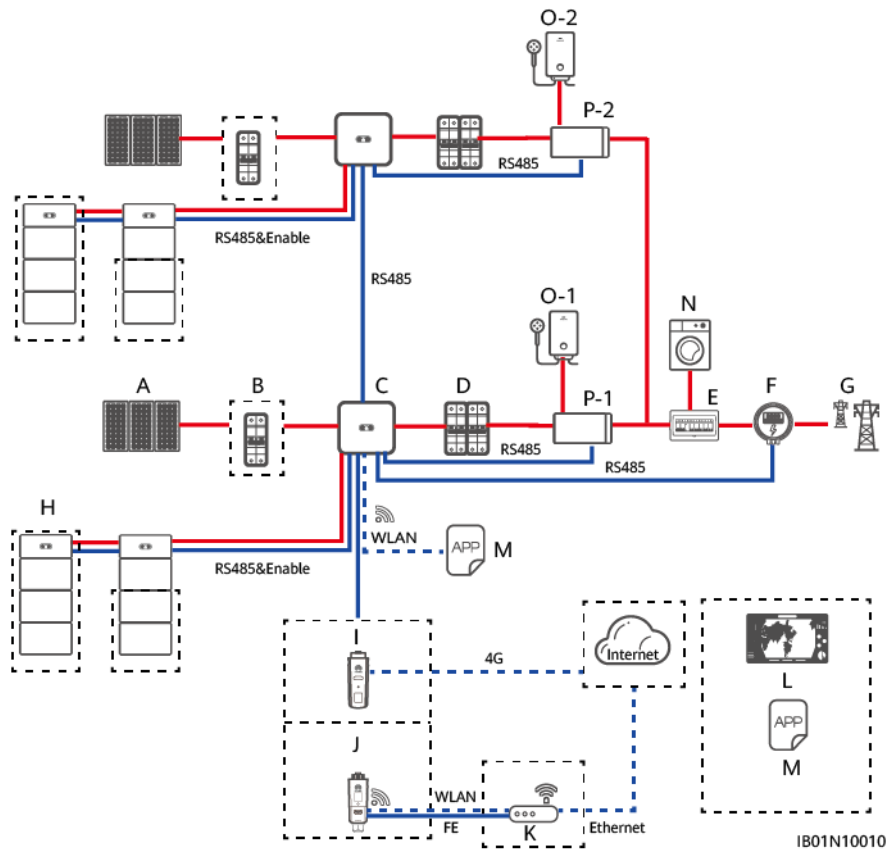 O-2
P-2
RS485
RS485&Enable
RS485
O-1
N
A
B
C
D
P-1
E
F
G
RS485
RS485
H
WLAN
APP
M
RS485&Enable
I
4G
Internet
L
J
APP
M
WLAN
FE
K
Ethernet
IB01N10010